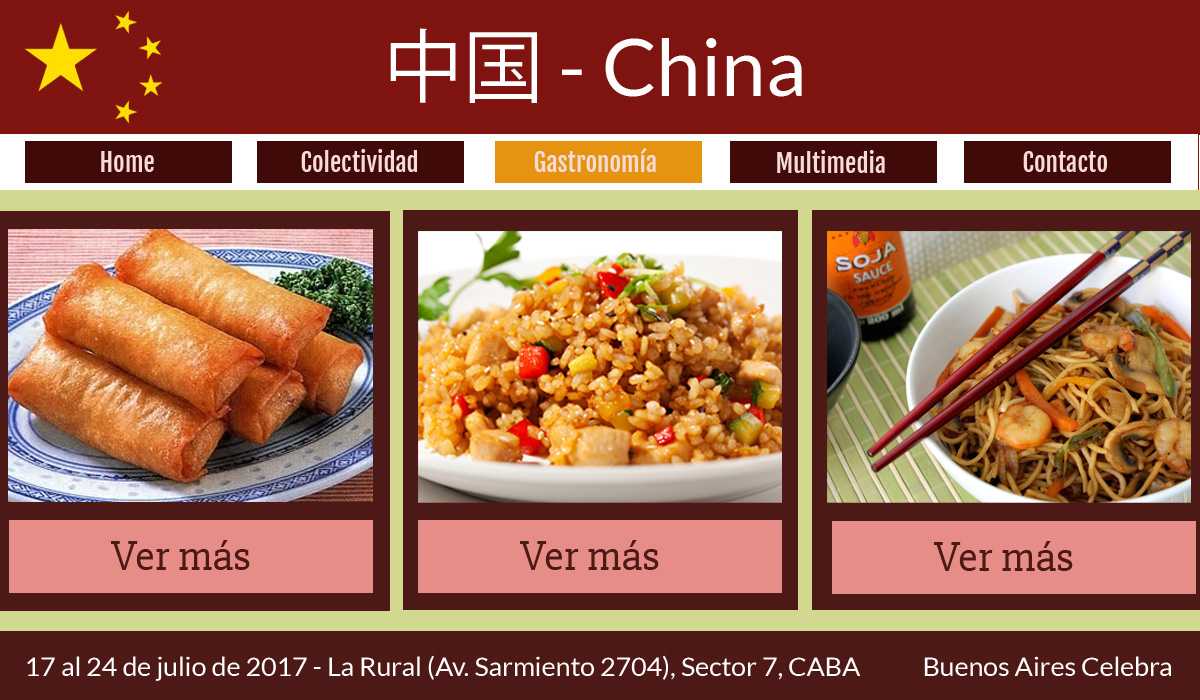 中国 - China
Home
Colectividad
Gastronomía
Multimedia
Contacto
SOJA
SAUCE
Ver más
Ver más
Ver más
17 al 24 de julio de 2017 - La Rural (Av. Sarmiento 2704), Sector 7, CABA
Buenos Aires Celebra